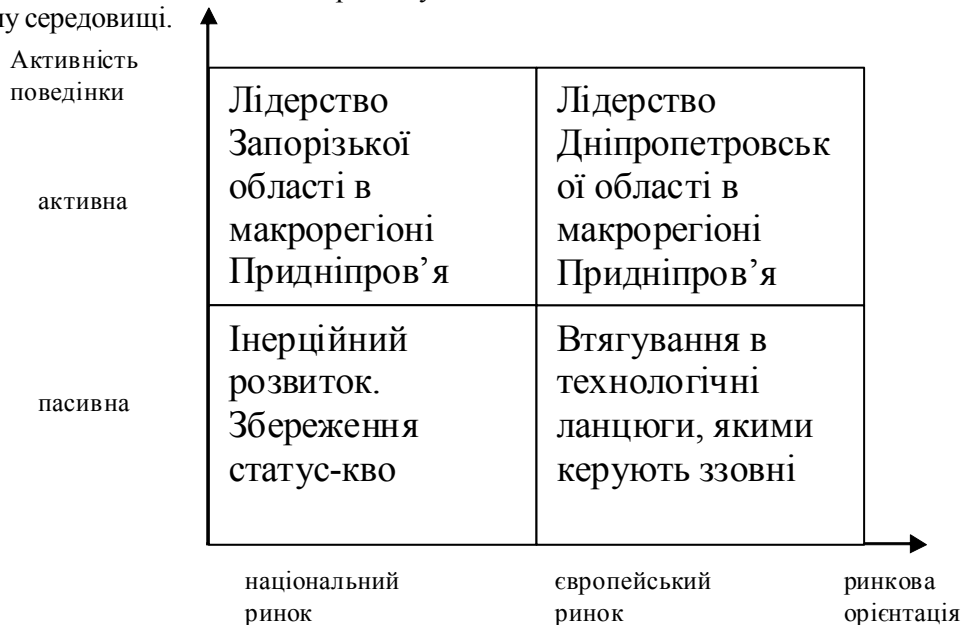 му середовищі.
Активність
поведінки
активна
Лідерство
Запорізької
області в
макрорегіоні
Придніпров’я
Лідерство
Дніпропетровськ
ої області в
макрорегіоні
Придніпров’я
пасивна
Інерційний
розвиток.
Збереження
статус-кво
Втягування в
технологічні
ланцюги, якими
керують ззовні
національний
ринок
європейський
ринок
ринкова
орієнтація